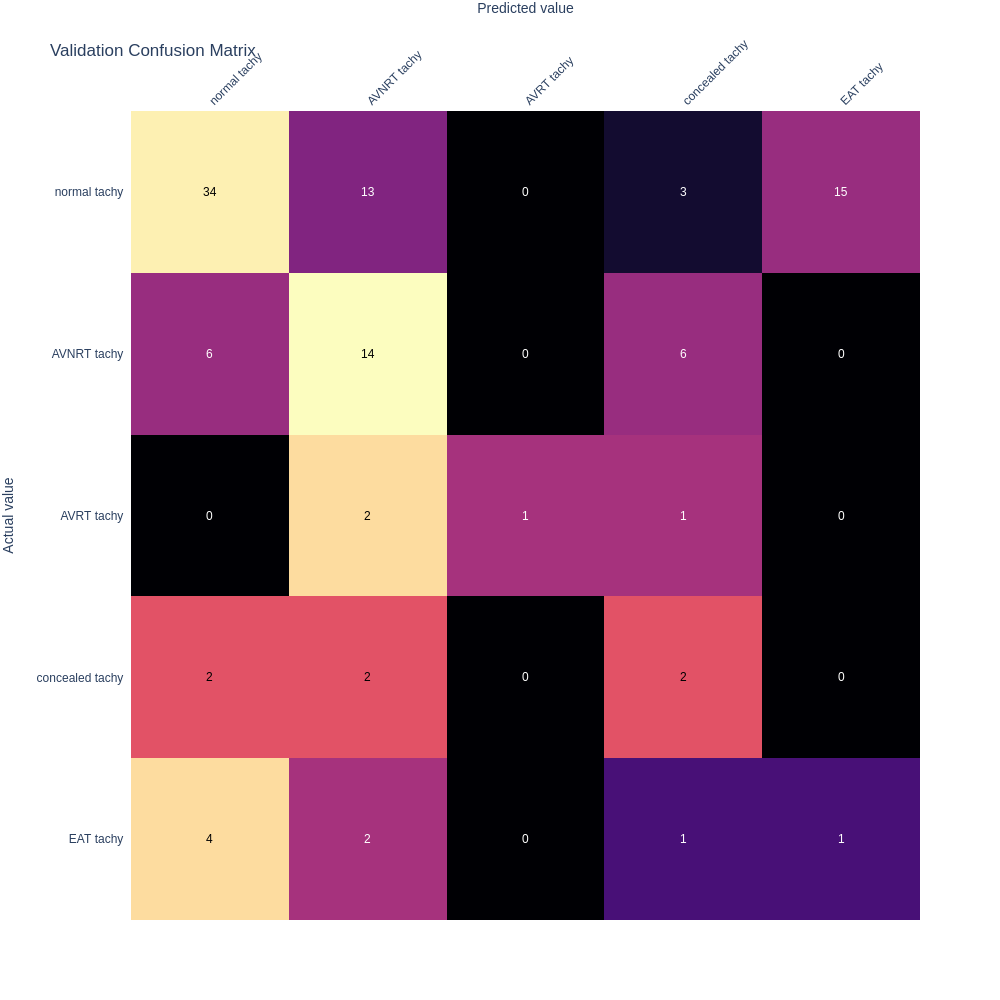 Predicted value
Validation Confusion Matrix
normal tachy AVNRT tachy AVRT tachy concealed tachy EAT tachy
normal tachy 34 13 0 3 15
AVNRT tachy 6 14 0 6 0
AVRT tachy 0 2 1 1 0
concealed tachy 2 2 0 2 0
EAT tachy 4 2 0 1 1
Actual value